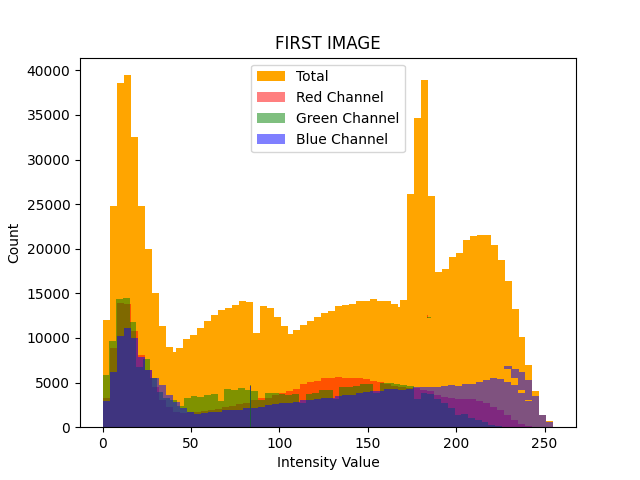 FIRST IMAGE
Total
Red Channel
Green Channel
Blue Channel
Count
40000
35000
30000
25000
20000
15000
10000
5000
0
0 50 100 150 200 250
Intensity Value